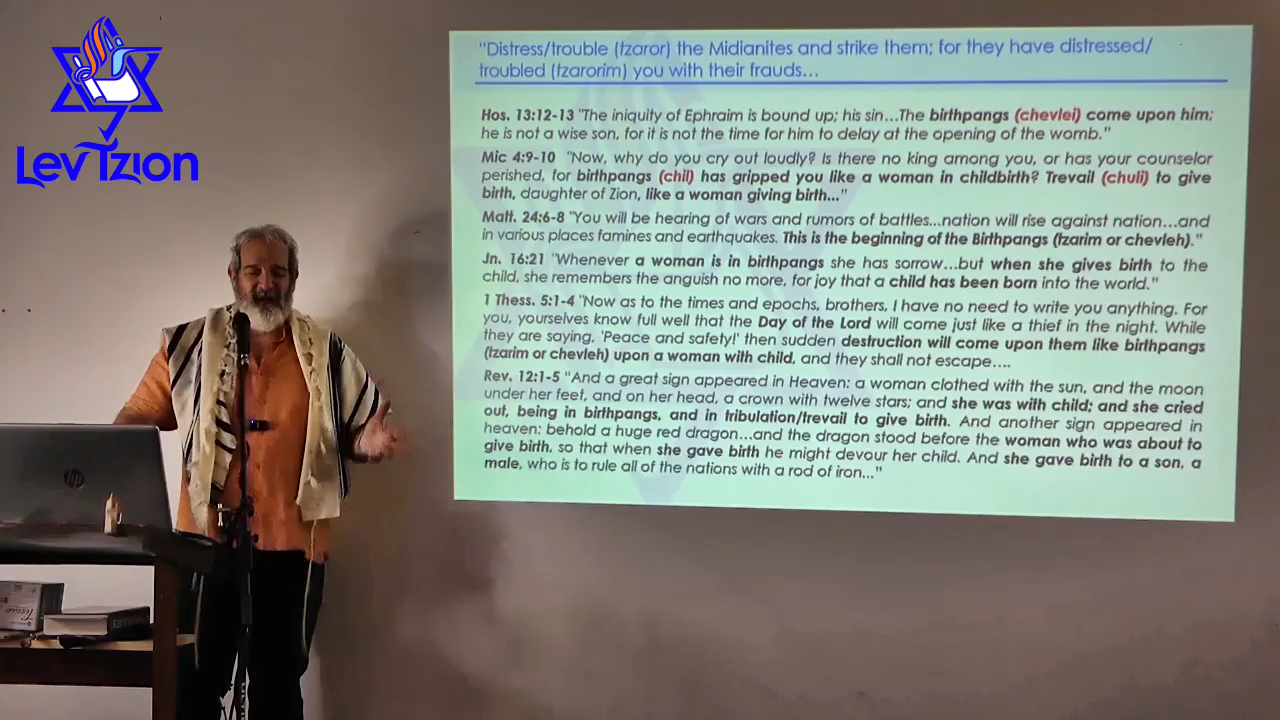 Lev Tzion
"Distress/trouble (tzaror) the Midianites and strike them; for they have distressed/
troubled (tzarorim) you with their frauds…
Hos. 13:12-13 "The iniquity of Ephraim is bound up; his sin…The birthpangs (chevlei) come upon him;
he is not a wise son, for it is not the time for him to delay at the opening of the womb."
Mic 4:9-10 "Now, why do you cry out loudly? Is there no king among you, or has your counselor
perished, for birthpangs (chil) has gripped you like a woman in childbirth? Trevail (chuli) to give
birth, daughter of Zion, like a woman giving birth..."
Matt. 24:6-8 "You will be hearing of wars and rumors of battles...nation will rise against nation…and
in various places famines and earthquakes. This is the beginning of the Birthpangs (tzarim or chevleh)."
Jn. 16:21 "Whenever a woman is in birthpangs she has sorrow…but when she gives birth to the
child, she remembers the anguish no more, for joy that a child has been born into the world."
1 Thess. 5:1-4 "Now as to the times and epochs, brothers, I have no need to write you anything. For
you, yourselves know full well that the Day of the Lord will come just like a thief in the night. While
they are saying, 'Peace and safety!' then sudden destruction will come upon them like birthpangs
(tzarim or chevleh) upon a woman with child, and they shall not escape….
Rev. 12:1-5 "And a great sign appeared in Heaven: a woman clothed with the sun, and the moon
under her feet, and on her head, a crown with twelve stars; and she was with child; and she cried
out, being in birthpangs, and in tribulation/trevail to give birth. And another sign appeared in
heaven: behold a huge red dragon…and the dragon stood before the woman who was about to
give birth, so that when she gave birth he might devour her child. And she gave birth to a son, a
male, who is to rule all of the nations with a rod of iron..."
hp
Tissue